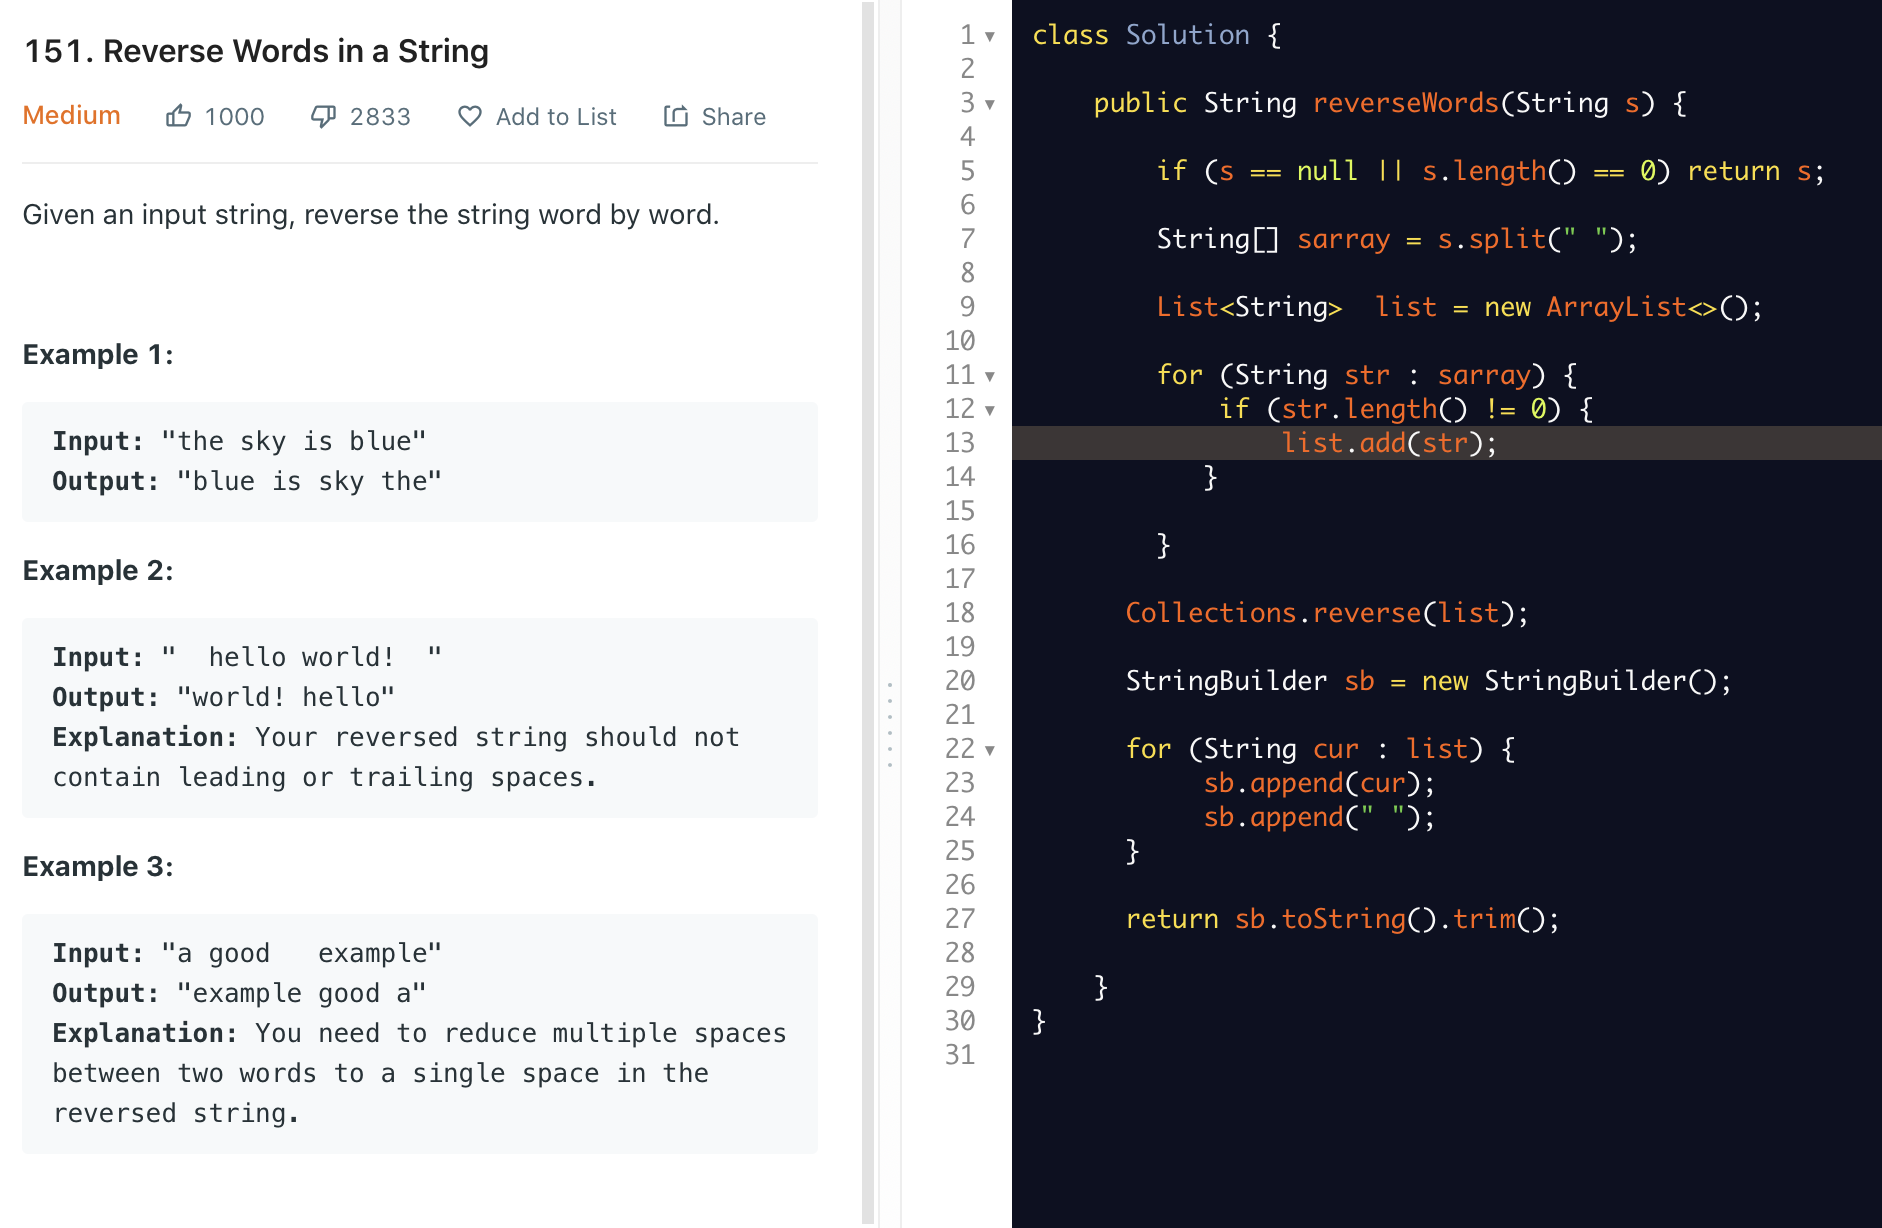 151. Reverse Words in a String
Medium 1000 2833 Add to List Share
Given an input string, reverse the string word by word.
Example 1:
Input: "the sky is blue"
Output: "blue is sky the"
Example 2:
Input: "  hello world!  "
Output: "world! hello"
Explanation: Your reversed string should not
contain leading or trailing spaces.
Example 3:
Input: "a good   example"
Output: "example good a"
Explanation: You need to reduce multiple spaces
between two words to a single space in the
reversed string.
1 class Solution {
2
3     public String reverseWords(String s) {
4
5         if (s == null || s.length() == 0) return s;
6
7         String[] sarray = s.split(" ");
8
9         List<String>  list = new ArrayList<>();
10
11         for (String str : sarray) {
12             if (str.length() != 0) {
13                 list.add(str);
14            }
15
16         }
17
18       Collections.reverse(list);
19
20       StringBuilder sb = new StringBuilder();
21
22       for (String cur : list) {
23            sb.append(cur);
24            sb.append(" ");
25       }
26
27       return sb.toString().trim();
28
29     }
30 }
31